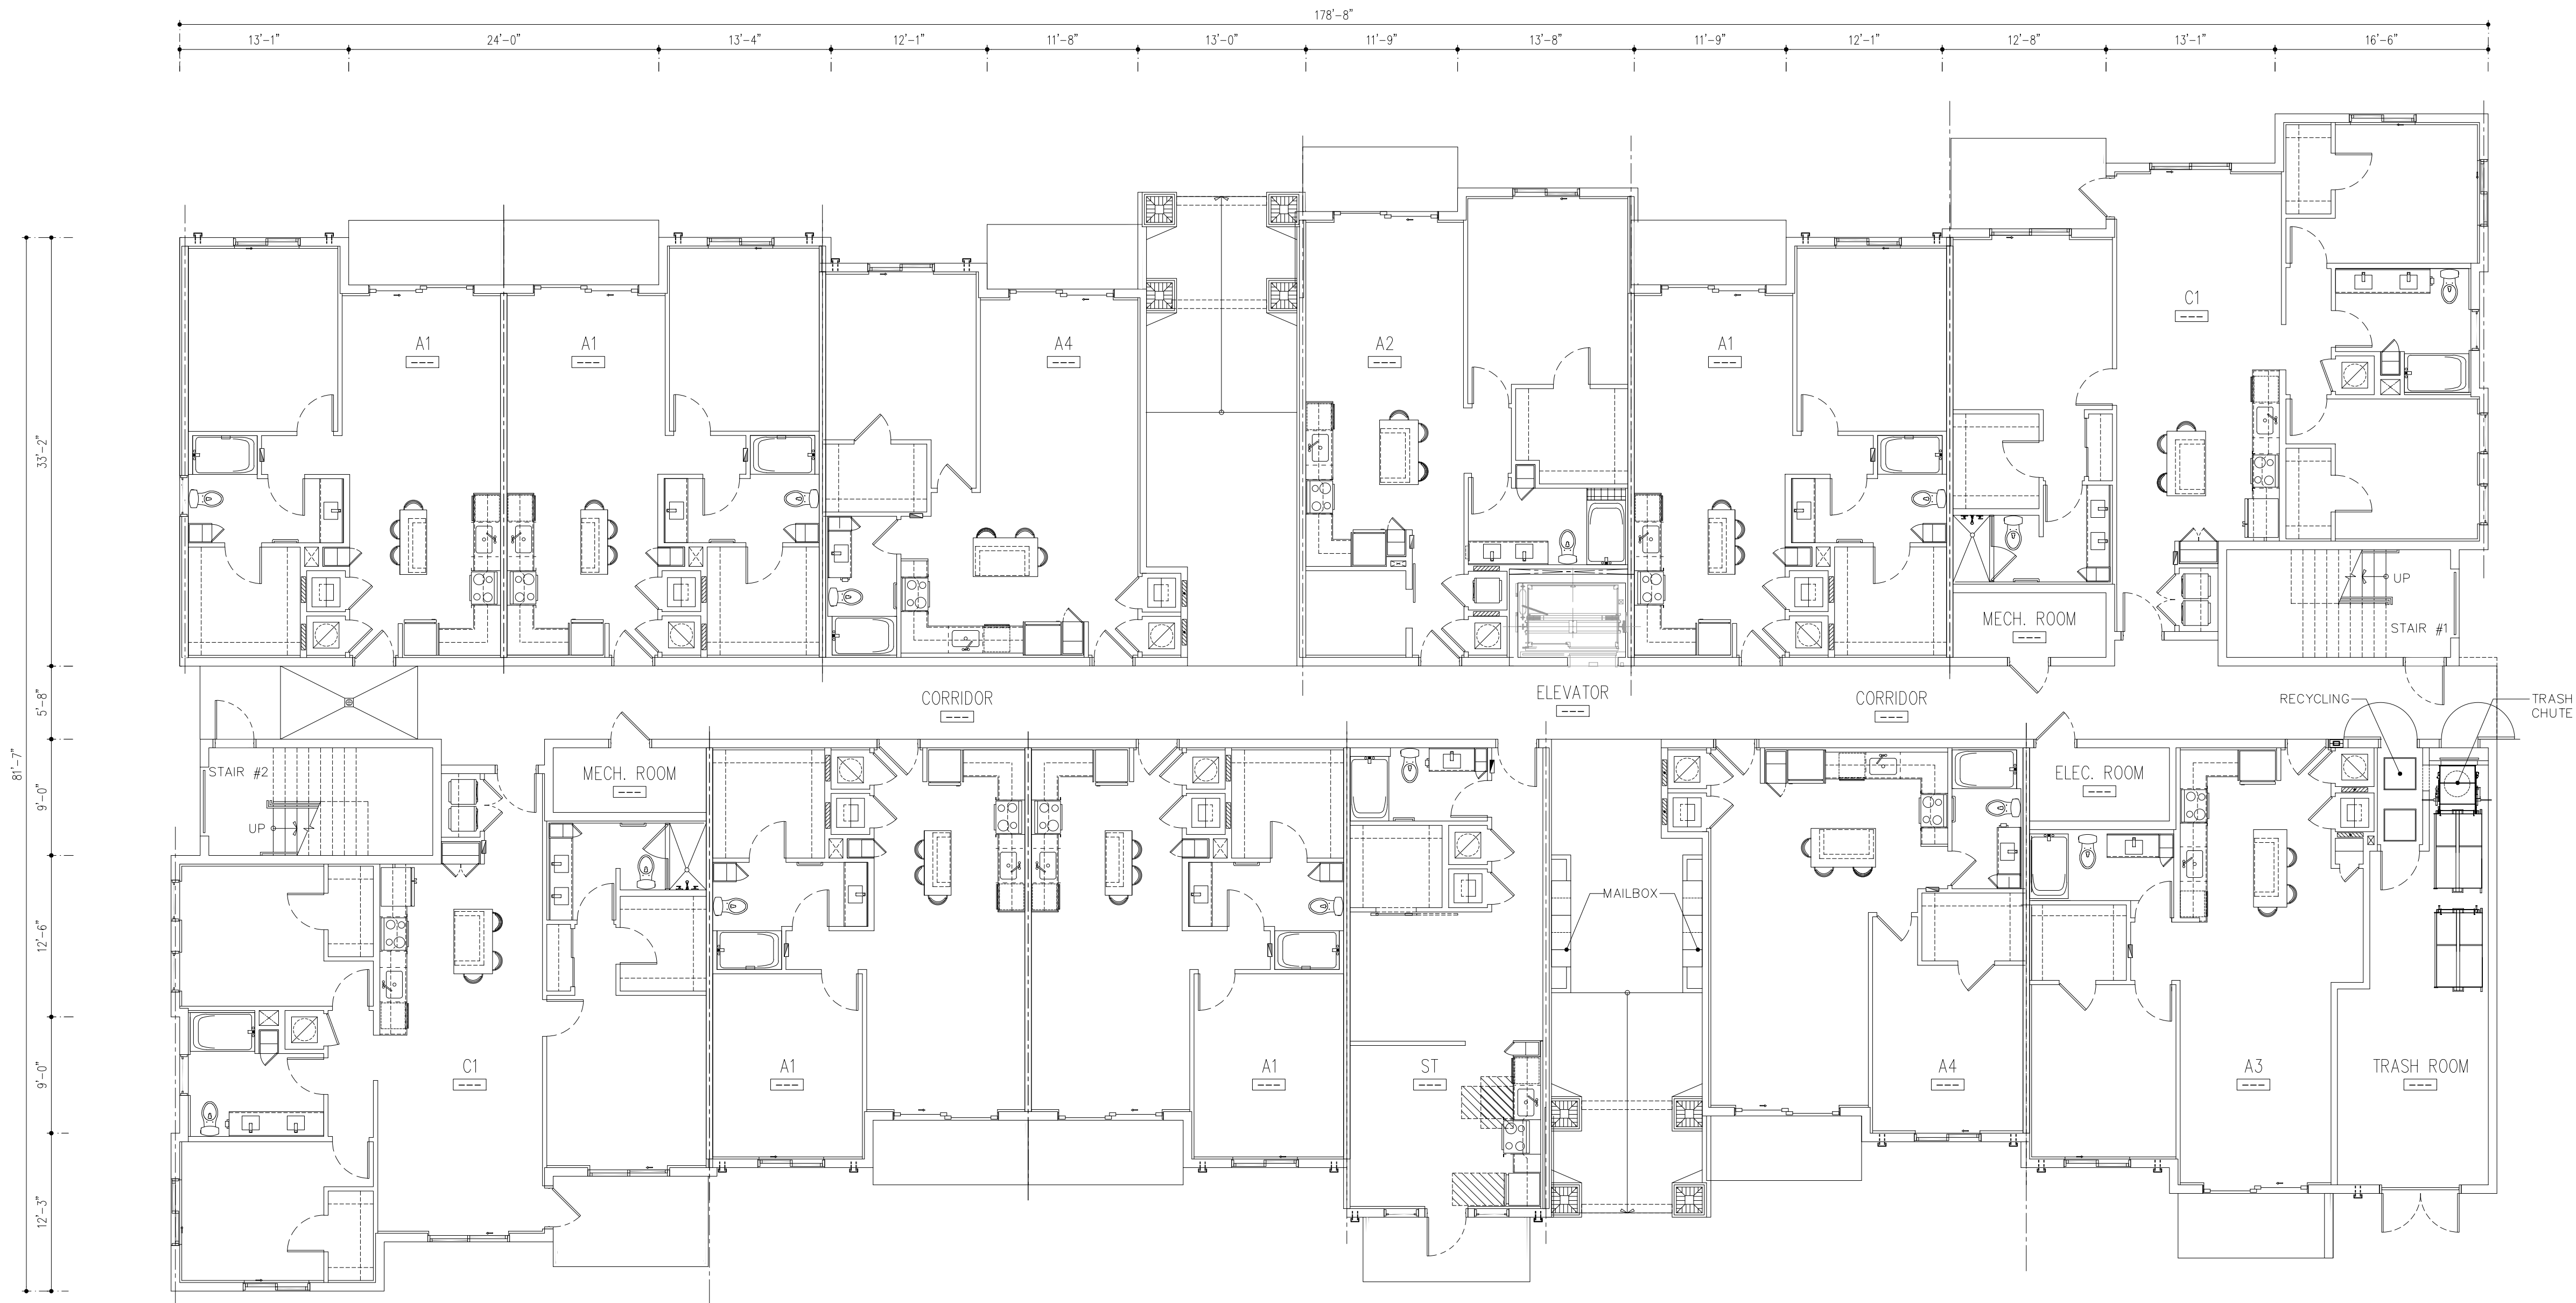 178'-8"
13'-1"
24'-0"
13'-4"
12'-1"
11'-8"
13'-0"
11'-9"
13'-8"
11'-9"
12'-1"
12'-8"
13'-1"
16'-6"
81'-7"
33'-2"
5'-8"
9'-0"
12'-6"
9'-0"
12'-3"
C1
A1
A1
A4
A2
A1
UP
MECH. ROOM
STAIR #1
CORRIDOR
ELEVATOR
CORRIDOR
RECYCLING
TRASH
CHUTE
STAIR #2
MECH. ROOM
ELEC. ROOM
UP
MAILBOX
C1
A1
A1
ST
A4
A3
TRASH ROOM